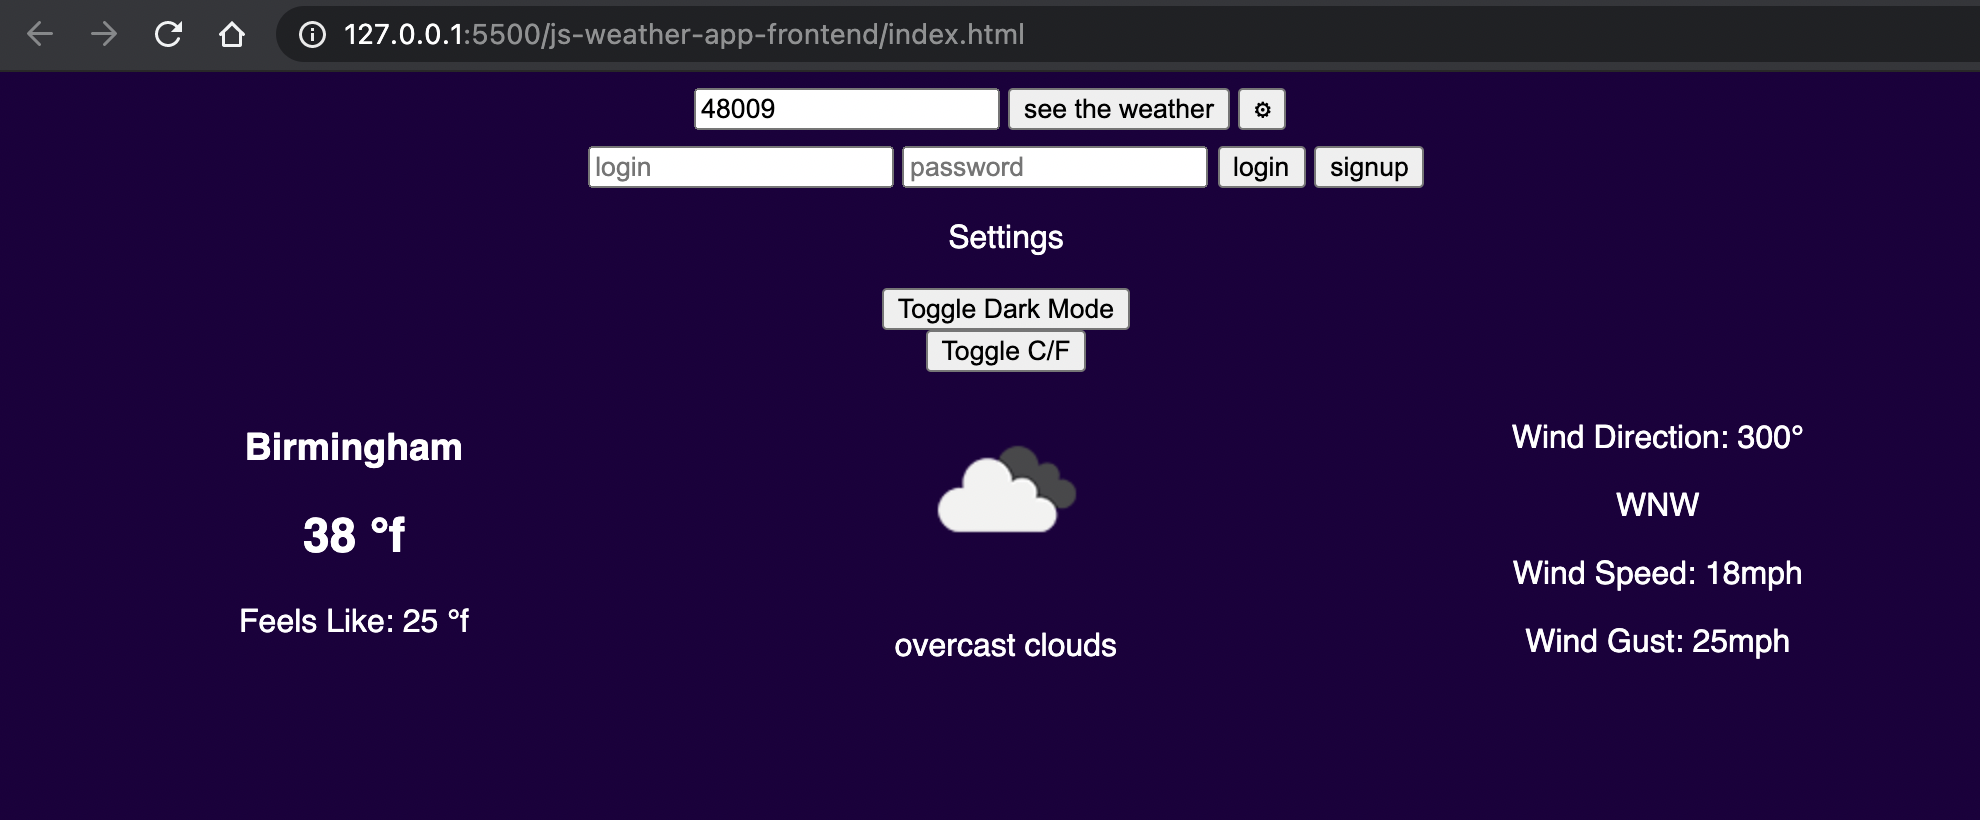 127.0.0.1:5500/js-weather-app-frontend/index.html
48009 see the weather ⚙
login password login signup
Settings
Toggle Dark Mode
Toggle C/F
Birmingham
38 °f
Feels Like: 25 °f
overcast clouds
Wind Direction: 300°
WNW
Wind Speed: 18mph
Wind Gust: 25mph